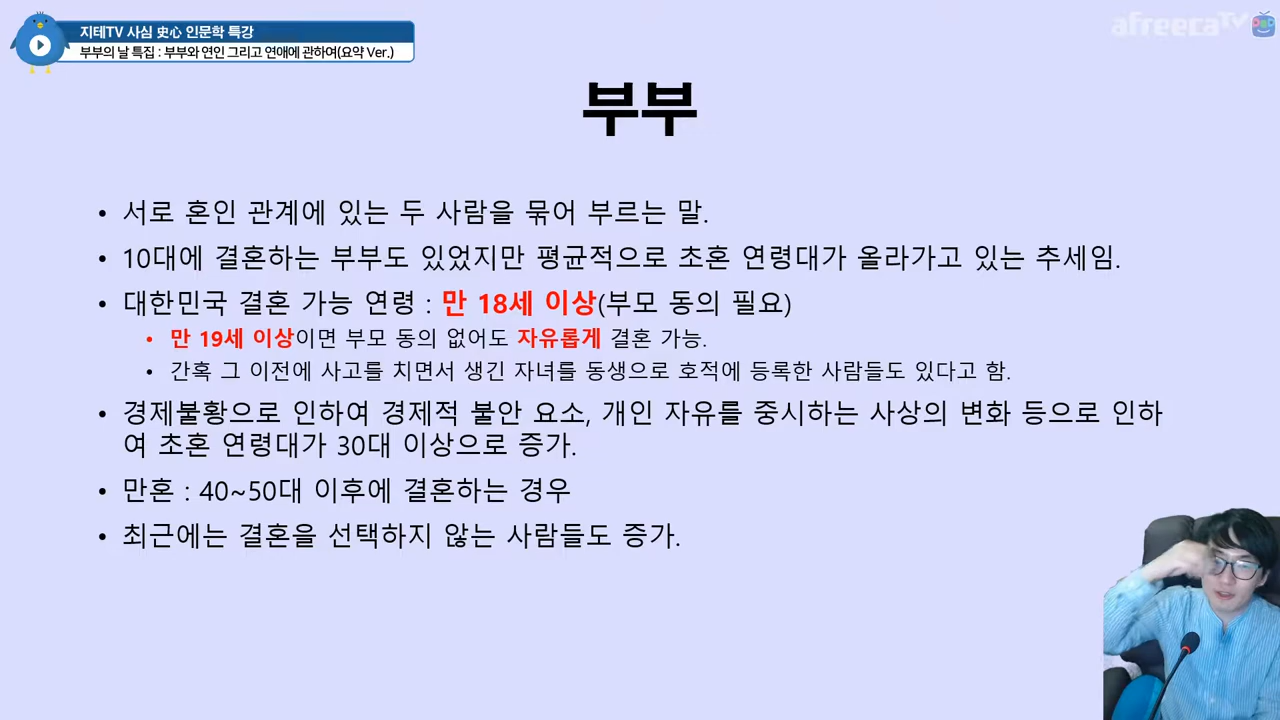 지테TV 사심 史心 인문학 특강
부부의 날 특집 : 부부와 연인 그리고 연애에 관하여(요약 Ver.)
afreecaTV
부부
• 서로 혼인 관계에 있는 두 사람을 묶어 부르는 말.
• 10대에 결혼하는 부부도 있었지만 평균적으로 초혼 연령대가 올라가고 있는 추세임.
• 대한민국 결혼 가능 연령 : 만 18세 이상(부모 동의 필요)
• 만 19세 이상이면 부모 동의 없어도 자유롭게 결혼 가능.
• 간혹 그 이전에 사고를 치면서 생긴 자녀를 동생으로 호적에 등록한 사람들도 있다고 함.
• 경제불황으로 인하여 경제적 불안 요소, 개인 자유를 중시하는 사상의 변화 등으로 인하
여 초혼 연령대가 30대 이상으로 증가.
• 만혼 : 40~50대 이후에 결혼하는 경우
• 최근에는 결혼을 선택하지 않는 사람들도 증가.